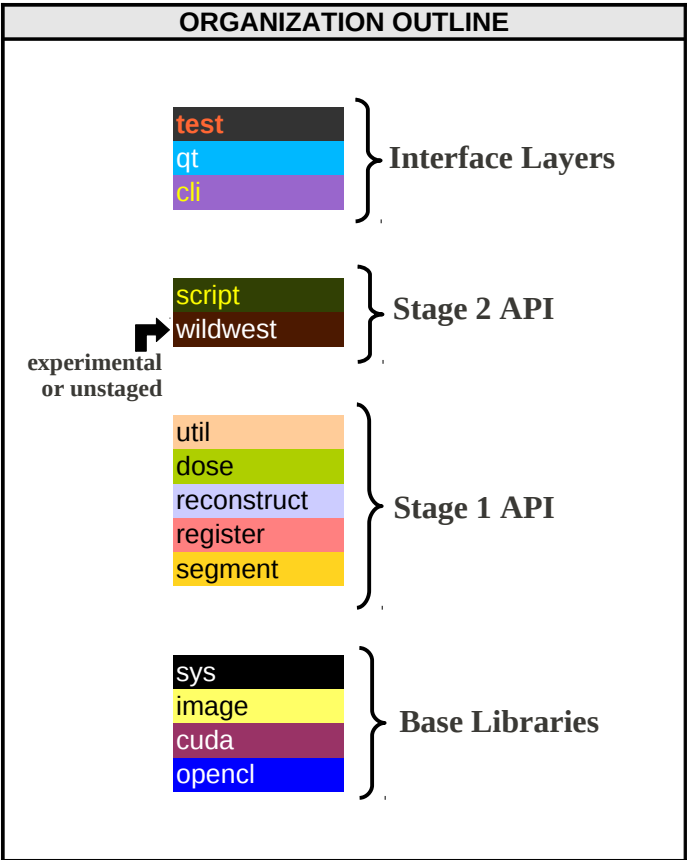 ORGANIZATION OUTLINE
test
qt
cli
Interface Layers
script
wildwest
Stage 2 API
experimental
or unstaged
util
dose
reconstruct
register
segment
Stage 1 API
sys
image
cuda
opencl
Base Libraries